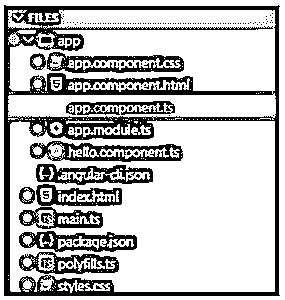 FILES
app
app.component.css
app.component.html
app.component.ts
app.module.ts
hello.component.ts
.angular-cli.json
index.html
main.ts
package.json
polyfills.ts
styles.css